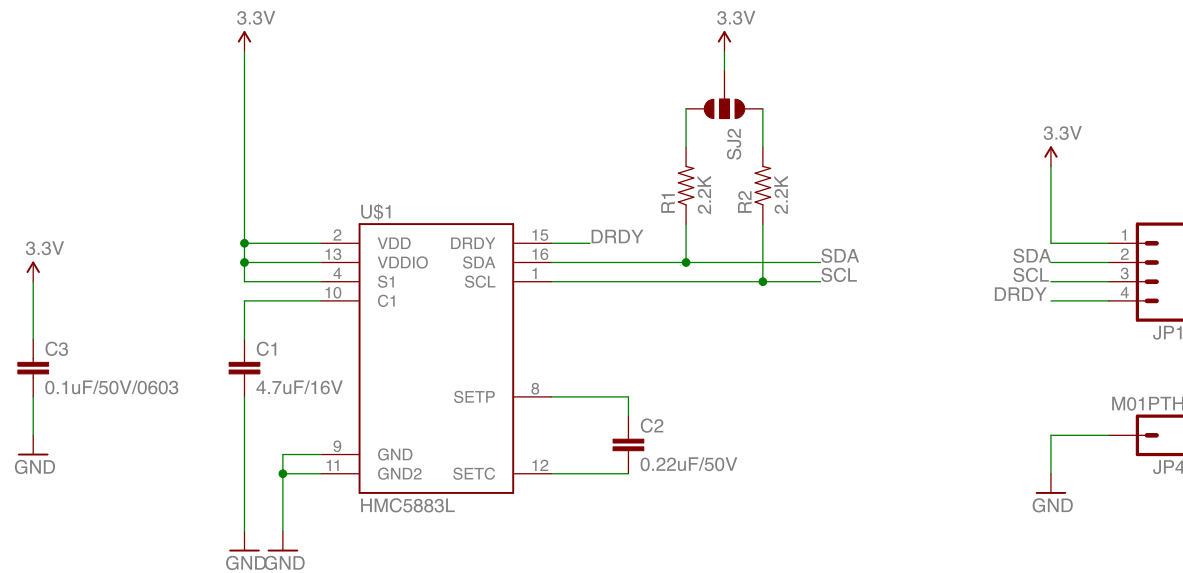 3.3V
3.3V
SJ2
R1
2.2K
R2
2.2K
3.3V
U$1
2
VDD
DRDY
15
DRDY
1
13
VDDIO
SDA
16
SDA
SDA
2
4
S1
SCL
1
SCL
SCL
3
10
C1
DRDY
4
JP1
3.3V
C3
0.1uF/50V/0603
GND
C1
4.7uF/16V
SETP
8
C2
0.22uF/50V
9
GND
11
GND2
SETC
12
HMC5883L
GND
GND
M01PTH
JP4
GND